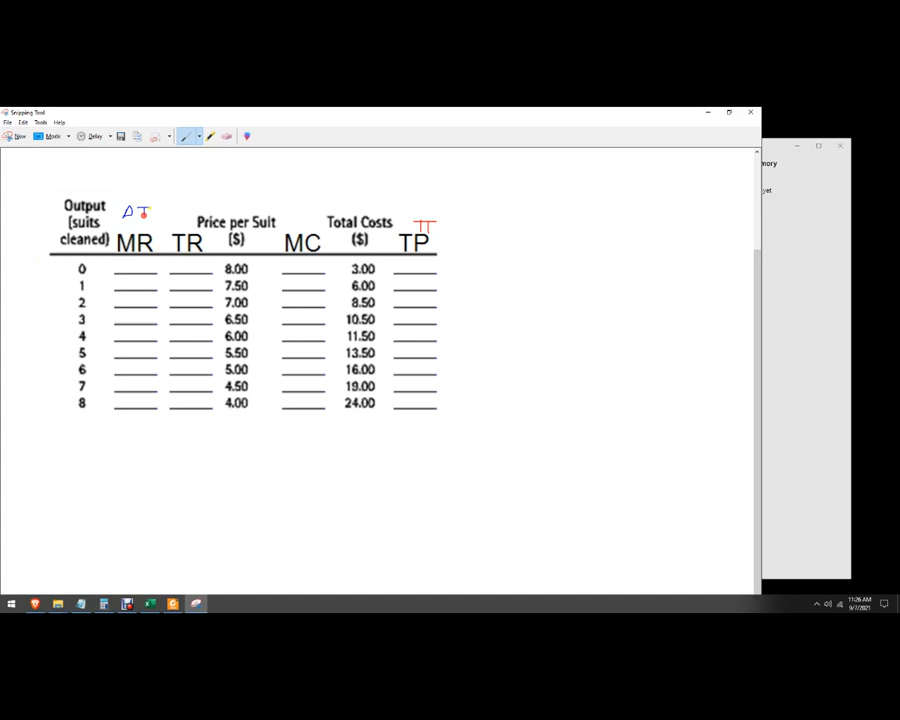 Snipping Tool
File Edit Tools Help
New Mode Delay
mory
yet
Output (suits cleaned) Δ T MR TR Price per Suit ($) MC Total Costs ($) π TP
0 8.00 3.00
1 7.50 6.00
2 7.00 8.50
3 6.50 10.50
4 6.00 11.50
5 5.50 13.50
6 5.00 16.00
7 4.50 19.00
8 4.00 24.00
11:26 AM
9/7/2021